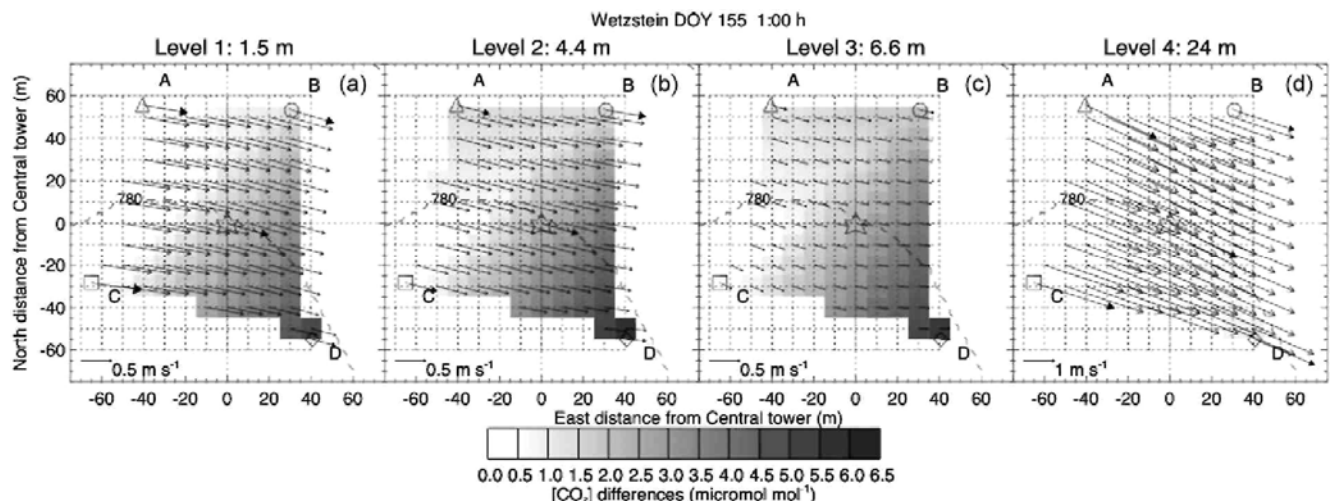 Wetzstein DOY 155 1:00 h
Level 1: 1.5 m
Level 2: 4.4 m
Level 3: 6.6 m
Level 4: 24 m
A B (a)
A B (b)
A B (c)
A B (d)
North distance from Central tower (m)
60
40
20
0
-20
-40
-60
780
780
780
780
C
C
C
C
D
D
D
D
0.5 m s-1
0.5 m s-1
0.5 m s-1
1 m s-1
-60 -40 -20 0 20 40 60
-60 -40 -20 0 20 40 60
-60 -40 -20 0 20 40 60
-60 -40 -20 0 20 40 60
East distance from Central tower (m)
0.0 0.5 1.0 1.5 2.0 2.5 3.0 3.5 4.0 4.5 5.0 5.5 6.0 6.5
[CO2] differences (micromol mol-1)